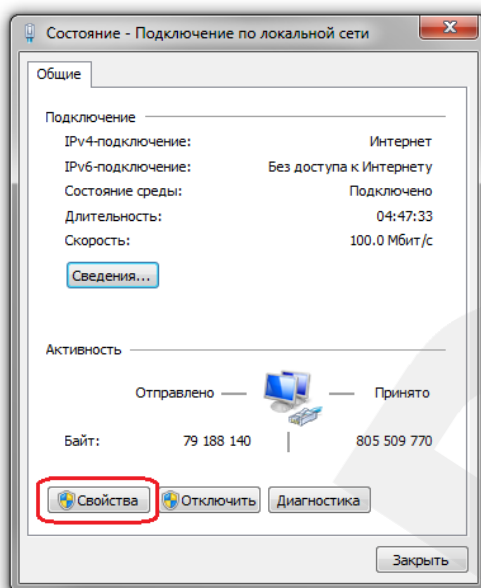 Состояние - Подключение по локальной сети
Общие
Подключение
IPv4-подключение: Интернет
IPv6-подключение: Без доступа к Интернету
Состояние среды: Подключено
Длительность: 04:47:33
Скорость: 100.0 Мбит/с
Сведения...
Активность
Отправлено — — Принято
Байт: 79 188 140 | 805 509 770
Свойства Отключить Диагностика
Закрыть